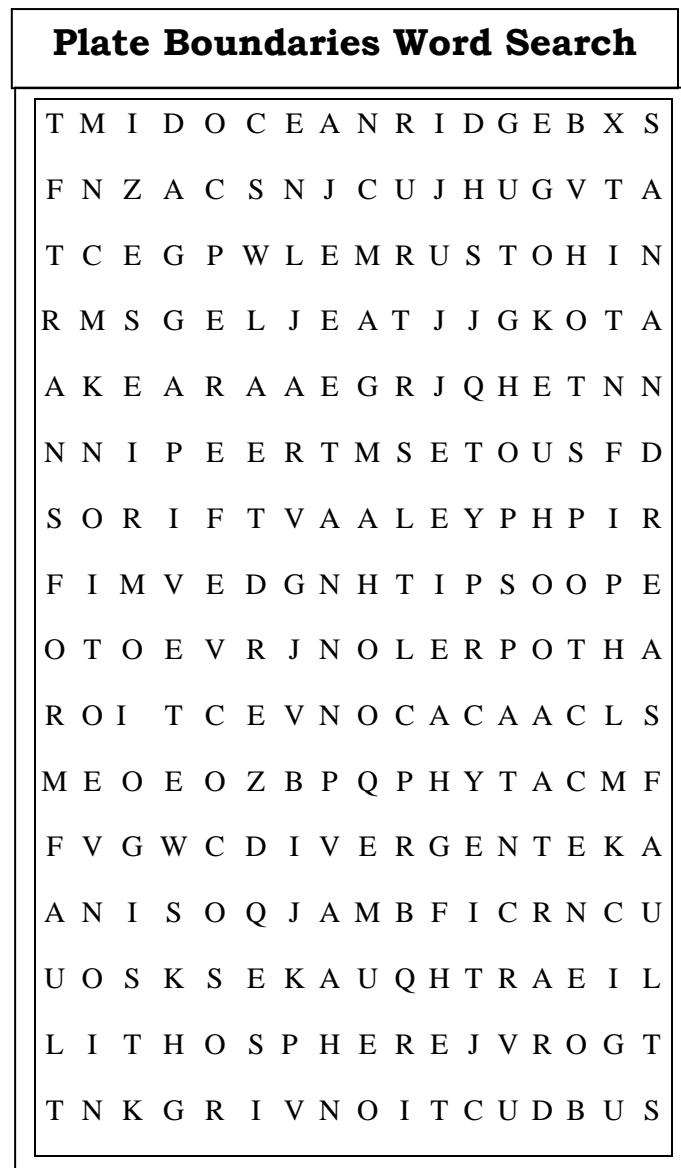 Plate Boundaries Word Search
T M I D O C E A N R I D G E B X S
F N Z A C S N J C U J H U G V T A
T C E G P W L E M R U S T O H I N
R M S G E L J E A T J J G K O T A
A K E A R A A E G R J Q H E T N N
N N I P E E R T M S E T O U S F D
S O R I F T V A A L E Y P H P I R
F I M V E D G N H T I P S O O P E
O T O E V R J N O L E R P O T H A
R O I T C E V N O C A C A A C L S
M E O E O Z B P Q P H Y T A C M F
F V G W C D I V E R G E N T E K A
A N I S O Q J A M B F I C R N C U
U O S K S E K A U Q H T R A E I L
L I T H O S P H E R E J V R O G T
T N K G R I V N O I T C U D B U S